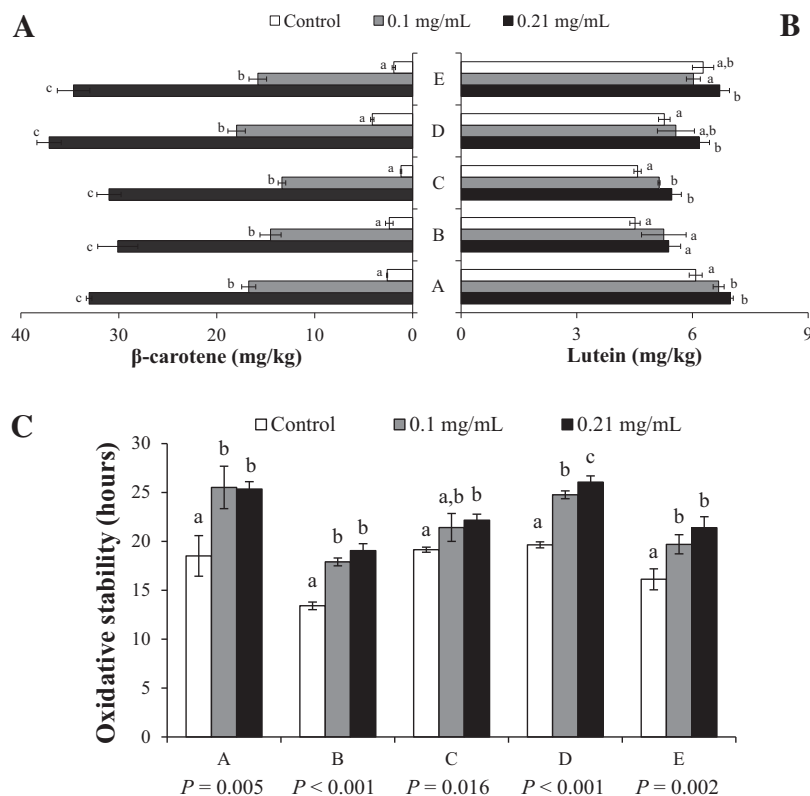 Control 0.1 mg/mL 0.21 mg/mL
A B
a E a,b
b a
c b
a D a
b a,b
c b
a C a
b b
c b
a B a
b a
c a
a A a
b b
c b
40 30 20 10 0 0 3 6 9
β-carotene (mg/kg) Lutein (mg/kg)
C Control 0.1 mg/mL 0.21 mg/mL
Oxidative stability (hours)
30
25
20
15
10
5
0
a b b a b b a a,b b a b c a b b
A B C D E
P = 0.005 P < 0.001 P = 0.016 P < 0.001 P = 0.002